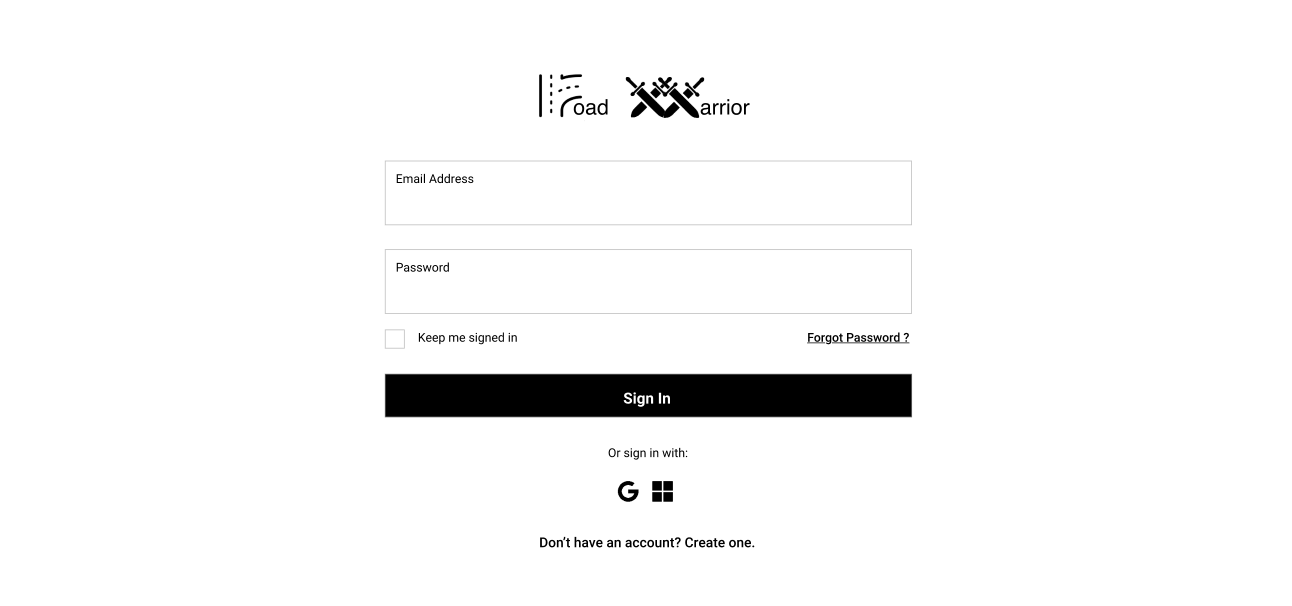 Road Warrior
Email Address
Password
Keep me signed in
Forgot Password ?
Sign In
Or sign in with:
G
Don’t have an account? Create one.